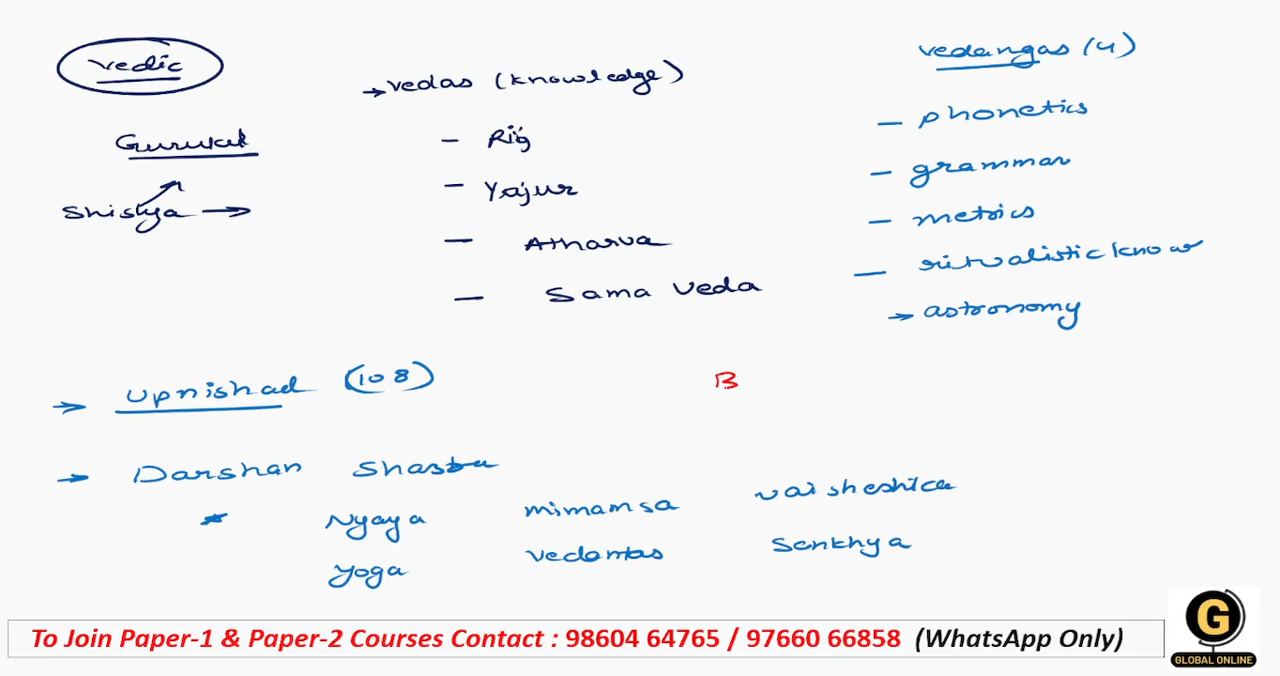 Vedic
Gurukul
Shishya →
→ Vedas (knowledge)
- Rig
- Yajur
- Atharva
- Sama Veda
Vedangas (4)
- phonetics
- grammar
- metrics
- ritualistic know
→ astronomy
→ Upnishad (108)
B
→ Darshan Shastra
* Nyaya mimamsa vaisheshica
Yoga vedantas Sankhya
To Join Paper-1 & Paper-2 Courses Contact : 98604 64765 / 97660 66858 (WhatsApp Only)
G
GLOBAL ONLINE